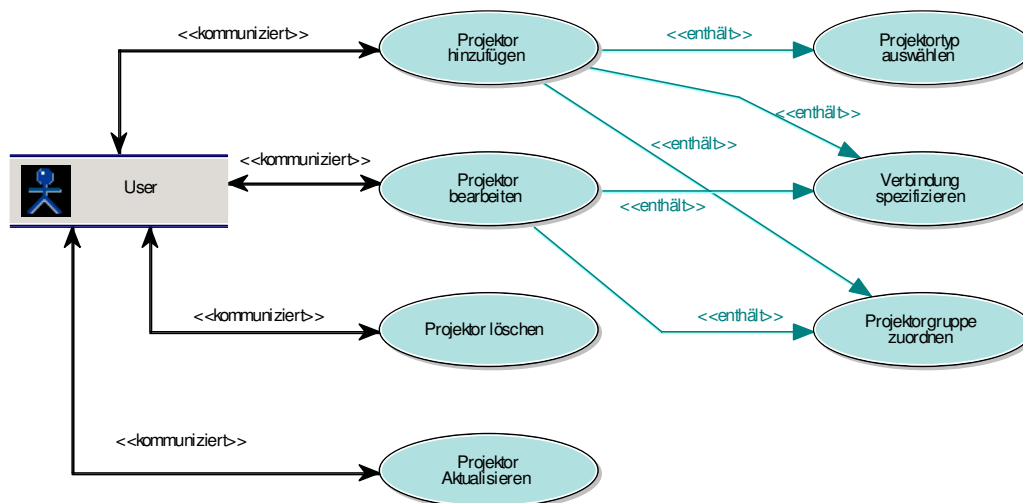 <<kommuniziert>>
Projektor
hinzufügen
<<enthält>>
Projektortyp
auswählen
<<enthält>>
<<enthält>>
<<kommuniziert>>
User
Projektor
bearbeiten
<<enthält>>
Verbindung
spezifizieren
<<kommuniziert>>
Projektor löschen
<<enthält>>
Projektorgruppe
zuordnen
<<kommuniziert>>
Projektor
Aktualisieren